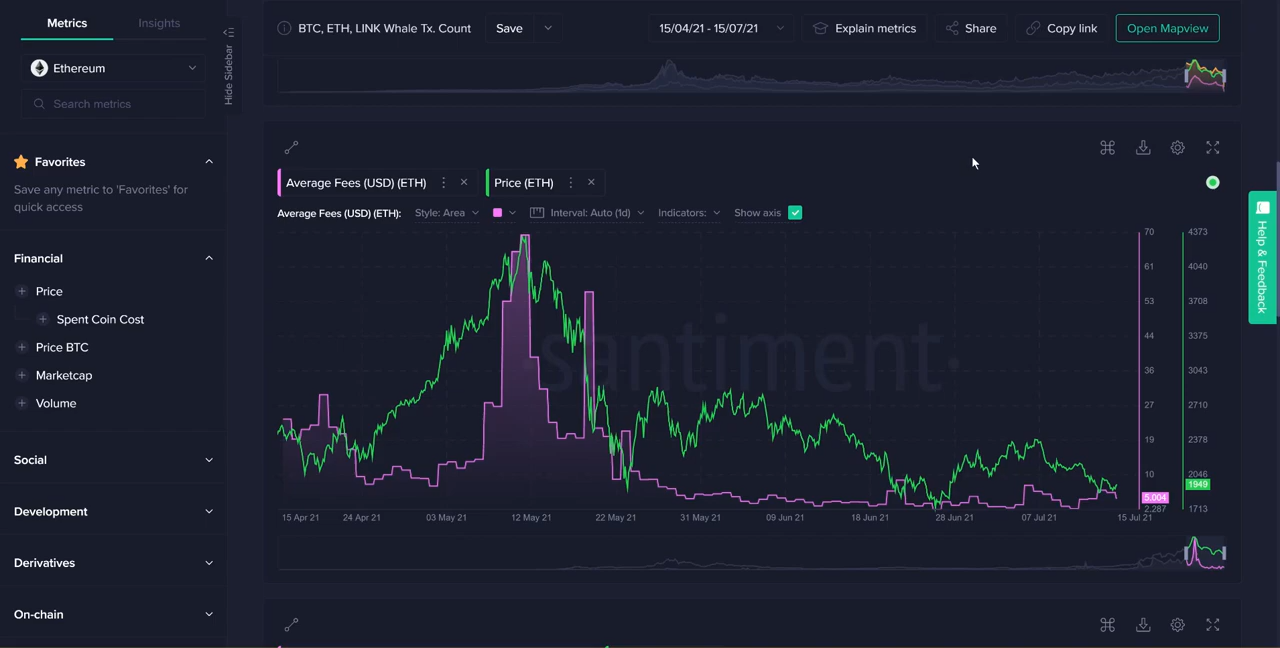 Metrics
Insights
BTC, ETH, LINK Whale Tx. Count
Save
15/04/21 - 15/07/21
Explain metrics
Share
Copy link
Open Mapview
Ethereum
Search metrics
Hide Sidebar
Favorites
Save any metric to 'Favorites' for
quick access
Financial
Price
Spent Coin Cost
Price BTC
Marketcap
Volume
Social
Development
Derivatives
On-chain
Average Fees (USD) (ETH)
Price (ETH)
Average Fees (USD) (ETH):
Style: Area
Interval: Auto (1d)
Indicators:
Show axis
santiment
70
61
53
44
36
27
19
10
5.004
2.287
4373
4040
3708
3375
3043
2710
2378
2046
1949
1713
15 Apr 21
24 Apr 21
03 May 21
12 May 21
22 May 21
31 May 21
09 Jun 21
18 Jun 21
28 Jun 21
07 Jul 21
15 Jul 21
Help & Feedback